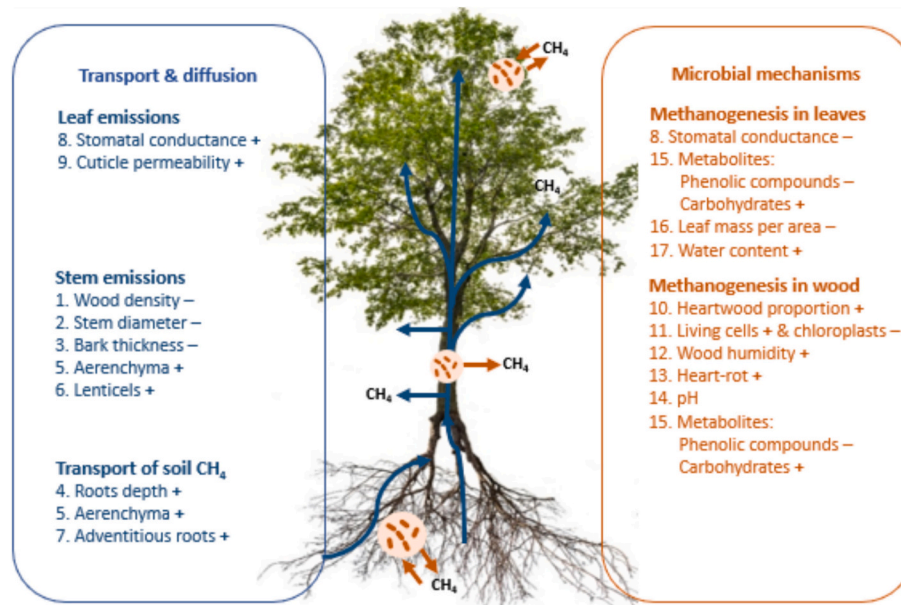 Transport & diffusion
Leaf emissions
8. Stomatal conductance +
9. Cuticle permeability +
Stem emissions
1. Wood density –
2. Stem diameter –
3. Bark thickness –
5. Aerenchyma +
6. Lenticels +
Transport of soil CH₄
4. Roots depth +
5. Aerenchyma +
7. Adventitious roots +
CH₄
CH₄
CH₄
CH₄
CH₄
Microbial mechanisms
Methanogenesis in leaves
8. Stomatal conductance –
15. Metabolites:
Phenolic compounds –
Carbohydrates +
16. Leaf mass per area –
17. Water content +
Methanogenesis in wood
10. Heartwood proportion +
11. Living cells + & chloroplasts –
12. Wood humidity +
13. Heart-rot +
14. pH
15. Metabolites:
Phenolic compounds –
Carbohydrates +